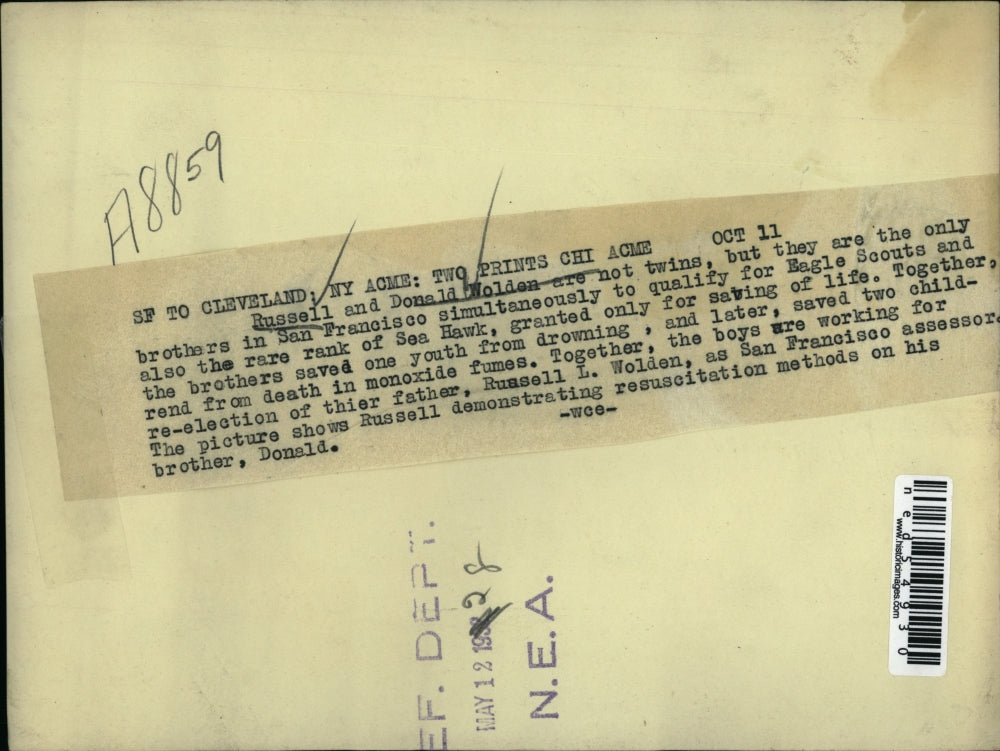 A8859
SF TO CLEVELAND; NY ACME: TWO PRINTS CHI ACME OCT 11
Russell and Donald Wolden are not twins, but they are the only
brothers in San Francisco simultaneously to qualify for Eagle Scouts and
also the rare rank of Sea Hawk, granted only for saving of life. Together,
the brothers saved one youth from drowning , and later, saved two child-
rend from death in monoxide fumes. Together, the boys are working for
re-election of thier father, Russell L. Wolden, as San Francisco assessor.
The picture shows Russell demonstrating resuscitation methods on his
brother, Donald.
-wce-
EF. DEPT.
MAY 12 193
28
N.E.A.
ned54930
www.historicimages.com